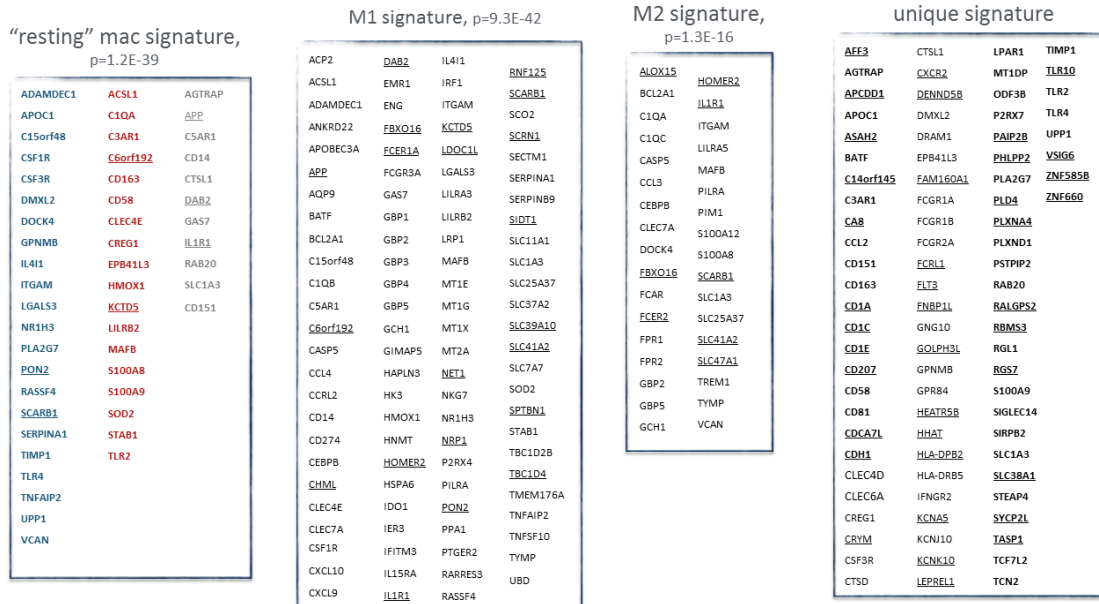 "resting" mac signature,
p=1.2E-39
ADAMDEC1
APOC1
C15orf48
CSF1R
CSF3R
DMXL2
DOCK4
GPNMB
IL4I1
ITGAM
LGALS3
NR1H3
PLA2G7
PON2
RASSF4
SCARB1
SERPINA1
TIMP1
TLR4
TNFAIP2
UPP1
VCAN
ACSL1
C1QA
C3AR1
C6orf192
CD163
CD58
CLEC4E
CREG1
EPB41L3
HMOX1
KCTD5
LILRB2
MAFB
S100A8
S100A9
SOD2
STAB1
TLR2
AGTRAP
APP
C5AR1
CD14
CTSL1
DAB2
GAS7
IL1R1
RAB20
SLC1A3
CD151
M1 signature, p=9.3E-42
ACP2
ACSL1
ADAMDEC1
ANKRD22
APOBEC3A
APP
AQP9
BATF
BCL2A1
C15orf48
C1QB
C5AR1
C6orf192
CASP5
CCL4
CCRL2
CD14
CD274
CEBPB
CHML
CLEC4E
CLEC7A
CSF1R
CXCL10
CXCL9
DAB2
EMR1
ENG
FBXO16
FCER1A
FCGR3A
GAS7
GBP1
GBP2
GBP3
GBP4
GBP5
GCH1
GIMAP5
HAPLN3
HK3
HMOX1
HNMT
HOMER2
HSPA6
IDO1
IER3
IFITM3
IL15RA
IL1R1
IL4I1
IRF1
ITGAM
KCTD5
LDOC1L
LGALS3
LILRA3
LILRB2
LRP1
MAFB
MT1E
MT1G
MT1X
MT2A
NET1
NKG7
NR1H3
NRP1
P2RX4
PILRA
PON2
PPA1
PTGER2
RARRES3
RASSF4
RNF125
SCARB1
SCO2
SCRN1
SECTM1
SERPINA1
SERPINB9
SIDT1
SLC11A1
SLC1A3
SLC25A37
SLC37A2
SLC39A10
SLC41A2
SLC7A7
SOD2
SPTBN1
STAB1
TBC1D2B
TBC1D4
TMEM176A
TNFAIP2
TNFSF10
TYMP
UBD
M2 signature,
p=1.3E-16
ALOX15
BCL2A1
C1QA
C1QC
CASP5
CCL3
CEBPB
CLEC7A
DOCK4
FBXO16
FCAR
FCER2
FPR1
FPR2
GBP2
GBP5
GCH1
HOMER2
IL1R1
ITGAM
LILRA5
MAFB
PILRA
PIM1
S100A12
S100A8
SCARB1
SLC1A3
SLC25A37
SLC41A2
SLC47A1
TREM1
TYMP
VCAN
unique signature
AFF3
AGTRAP
APCDD1
APOC1
ASAH2
BATF
C14orf145
C3AR1
CA8
CCL2
CD151
CD163
CD1A
CD1C
CD1E
CD207
CD58
CD81
CDCA7L
CDH1
CLEC4D
CLEC6A
CREG1
CRYM
CSF3R
CTSD
CTSL1
CXCR2
DENND5B
DMXL2
DRAM1
EPB41L3
FAM160A1
FCGR1A
FCGR1B
FCGR2A
FCRL1
FLT3
FNBP1L
GNG10
GOLPH3L
GPNMB
GPR84
HEATR5B
HHAT
HLA-DPB2
HLA-DRB5
IFNGR2
KCNA5
KCNJ10
KCNK10
LEPREL1
LPAR1
MT1DP
ODF3B
P2RX7
PAIP2B
PHLPP2
PLA2G7
PLD4
PLXNA4
PLXND1
PSTPIP2
RAB20
RALGPS2
RBMS3
RGL1
RGS7
S100A9
SIGLEC14
SIRPB2
SLC1A3
SLC38A1
STEAP4
SYCP2L
TASP1
TCF7L2
TCN2
TIMP1
TLR10
TLR2
TLR4
UPP1
VSIG6
ZNF585B
ZNF660